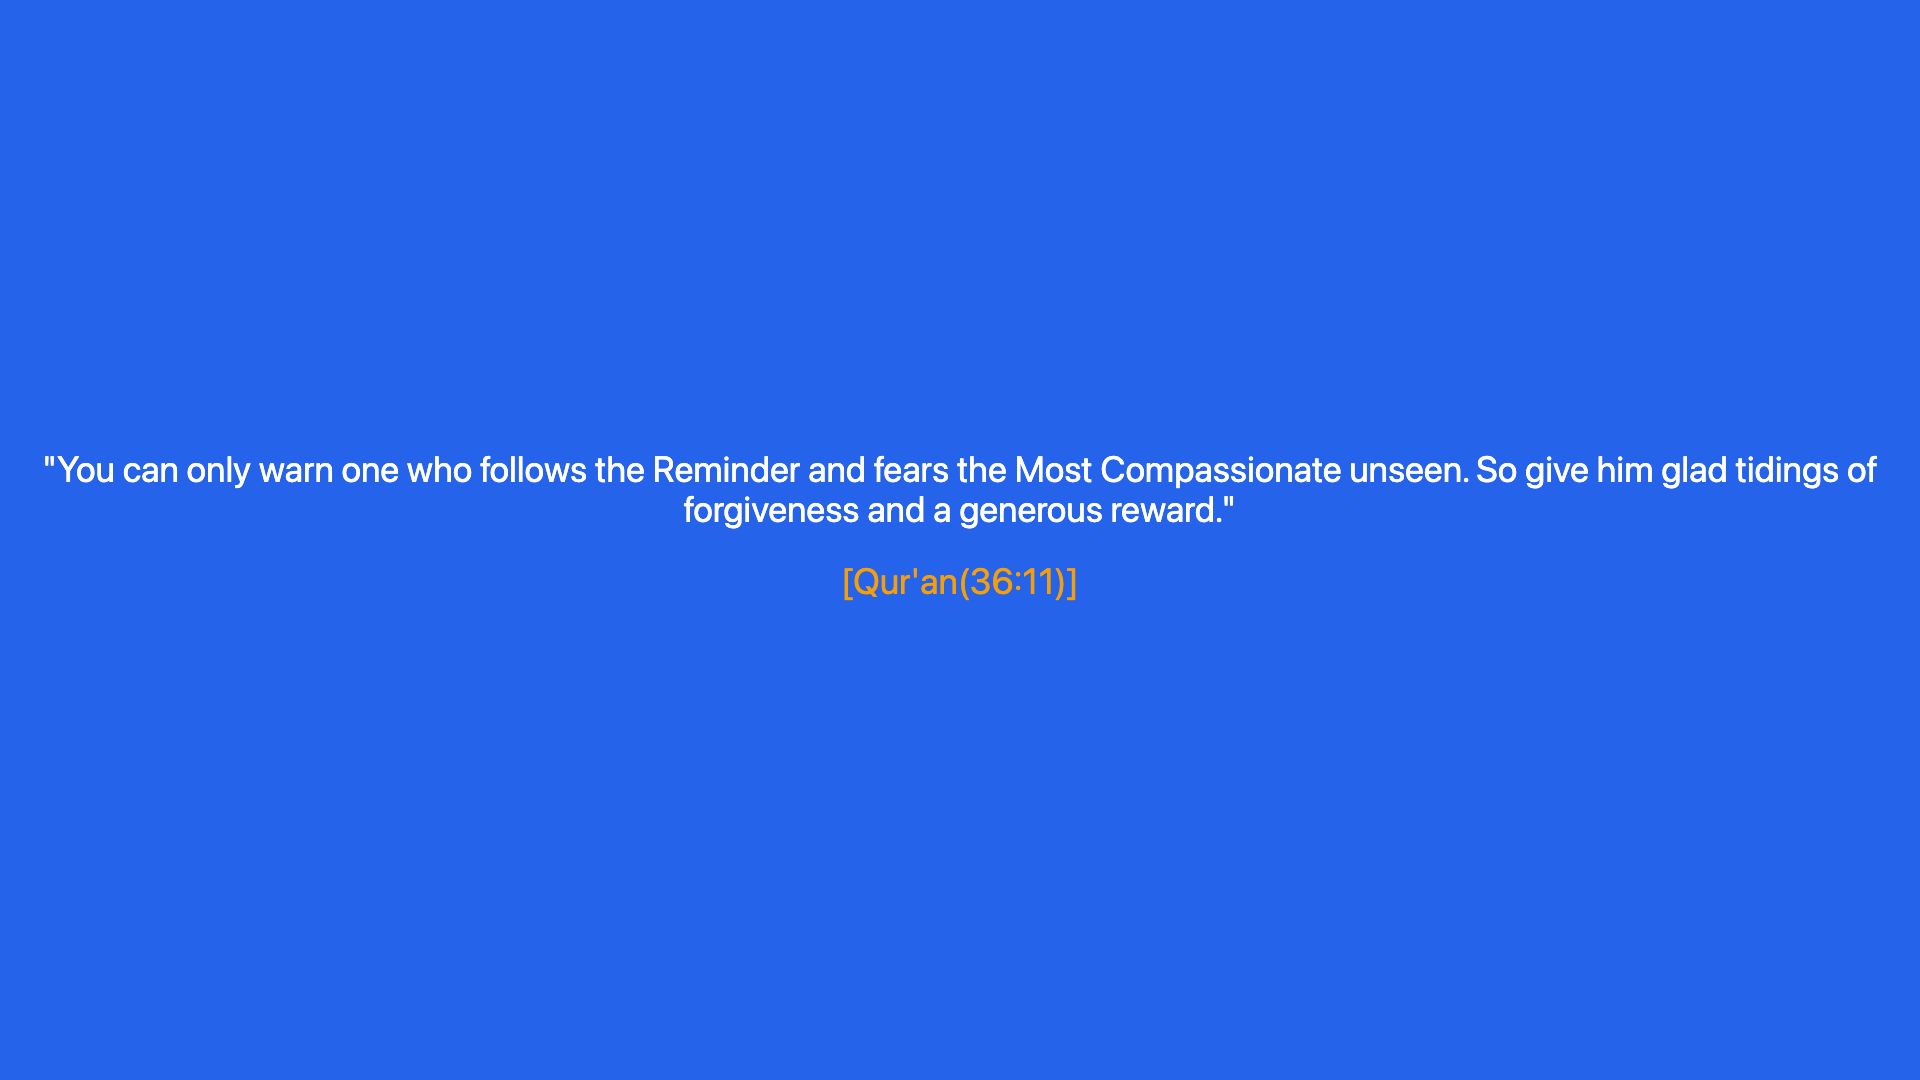 "You can only warn one who follows the Reminder and fears the Most Compassionate unseen. So give him glad tidings of
forgiveness and a generous reward."
[Qur'an(36:11)]